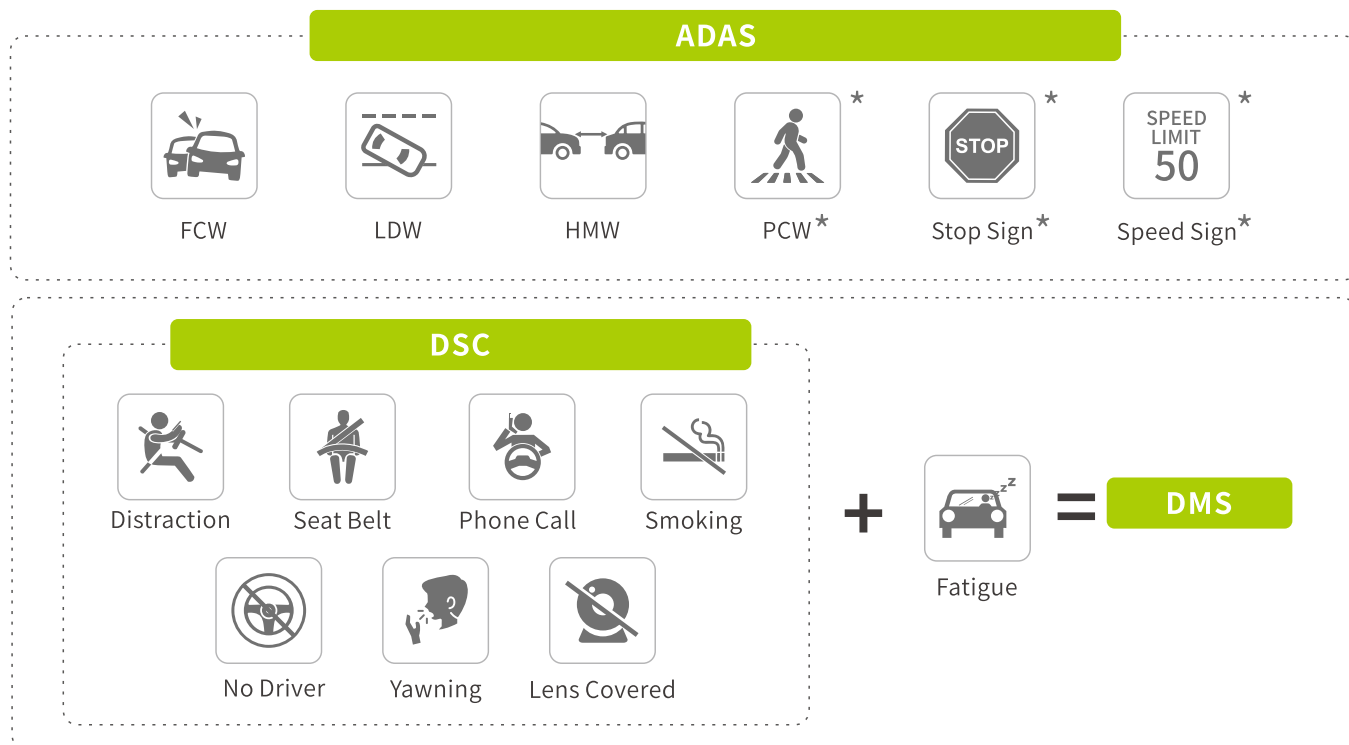 ADAS
*
*
*
SPEED
LIMIT
50
STOP
FCW
LDW
HMW
PCW*
Stop Sign*
Speed Sign*
DSC
Distraction
Seat Belt
Phone Call
Smoking
+
z z z
=
DMS
Fatigue
No Driver
Yawning
Lens Covered